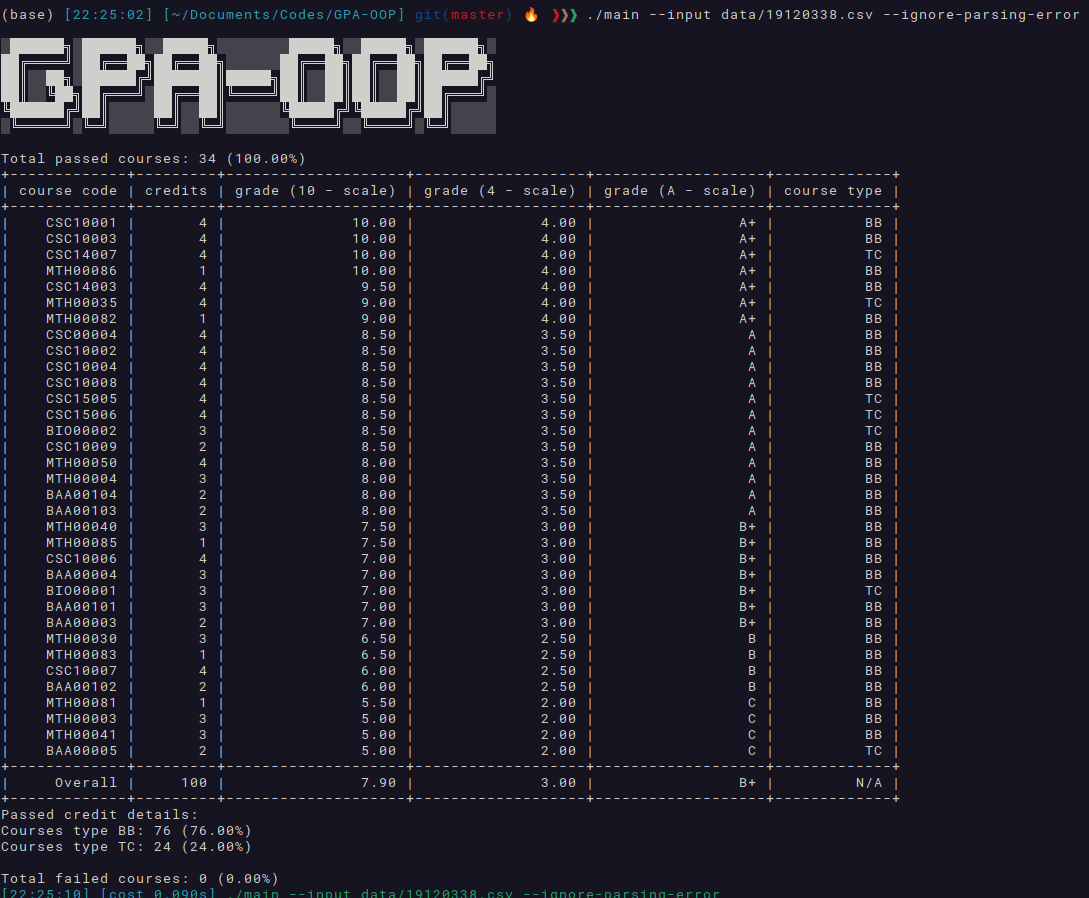 (base) [22:25:02] [~/Documents/Codes/GPA-OOP] git(master) 🔥 ❯❯❯ ./main --input data/19120338.csv --ignore-parsing-error
GPA-OOP
Total passed courses: 34 (100.00%)
+-------------+---------+--------------------+-------------------+-------------------+-------------+
| course code | credits | grade (10 - scale) | grade (4 - scale) | grade (A - scale) | course type |
+-------------+---------+--------------------+-------------------+-------------------+-------------+
|    CSC10001 |       4 |              10.00 |              4.00 |                A+ |          BB |
|    CSC10003 |       4 |              10.00 |              4.00 |                A+ |          BB |
|    CSC14007 |       4 |              10.00 |              4.00 |                A+ |          TC |
|    MTH00086 |       1 |              10.00 |              4.00 |                A+ |          BB |
|    CSC14003 |       4 |               9.50 |              4.00 |                A+ |          BB |
|    MTH00035 |       4 |               9.00 |              4.00 |                A+ |          TC |
|    MTH00082 |       1 |               9.00 |              4.00 |                A+ |          BB |
|    CSC00004 |       4 |               8.50 |              3.50 |                 A |          BB |
|    CSC10002 |       4 |               8.50 |              3.50 |                 A |          BB |
|    CSC10004 |       4 |               8.50 |              3.50 |                 A |          BB |
|    CSC10008 |       4 |               8.50 |              3.50 |                 A |          BB |
|    CSC15005 |       4 |               8.50 |              3.50 |                 A |          TC |
|    CSC15006 |       4 |               8.50 |              3.50 |                 A |          TC |
|    BIO00002 |       3 |               8.50 |              3.50 |                 A |          TC |
|    CSC10009 |       2 |               8.50 |              3.50 |                 A |          BB |
|    MTH00050 |       4 |               8.00 |              3.50 |                 A |          BB |
|    MTH00004 |       3 |               8.00 |              3.50 |                 A |          BB |
|    BAA00104 |       2 |               8.00 |              3.50 |                 A |          BB |
|    BAA00103 |       2 |               8.00 |              3.50 |                 A |          BB |
|    MTH00040 |       3 |               7.50 |              3.00 |                B+ |          BB |
|    MTH00085 |       1 |               7.50 |              3.00 |                B+ |          BB |
|    CSC10006 |       4 |               7.00 |              3.00 |                B+ |          BB |
|    BAA00004 |       3 |               7.00 |              3.00 |                B+ |          BB |
|    BIO00001 |       3 |               7.00 |              3.00 |                B+ |          TC |
|    BAA00101 |       3 |               7.00 |              3.00 |                B+ |          BB |
|    BAA00003 |       2 |               7.00 |              3.00 |                B+ |          BB |
|    MTH00030 |       3 |               6.50 |              2.50 |                 B |          BB |
|    MTH00083 |       1 |               6.50 |              2.50 |                 B |          BB |
|    CSC10007 |       4 |               6.00 |              2.50 |                 B |          BB |
|    BAA00102 |       2 |               6.00 |              2.50 |                 B |          BB |
|    MTH00081 |       1 |               5.50 |              2.00 |                 C |          BB |
|    MTH00003 |       3 |               5.00 |              2.00 |                 C |          BB |
|    MTH00041 |       3 |               5.00 |              2.00 |                 C |          BB |
|    BAA00005 |       2 |               5.00 |              2.00 |                 C |          TC |
+-------------+---------+--------------------+-------------------+-------------------+-------------+
|     Overall |     100 |               7.90 |              3.00 |                B+ |         N/A |
+-------------+---------+--------------------+-------------------+-------------------+-------------+
Passed credit details:
Courses type BB: 76 (76.00%)
Courses type TC: 24 (24.00%)
Total failed courses: 0 (0.00%)
[22:25:10] [cost 0.090s] ./main --input data/19120338.csv --ignore-parsing-error